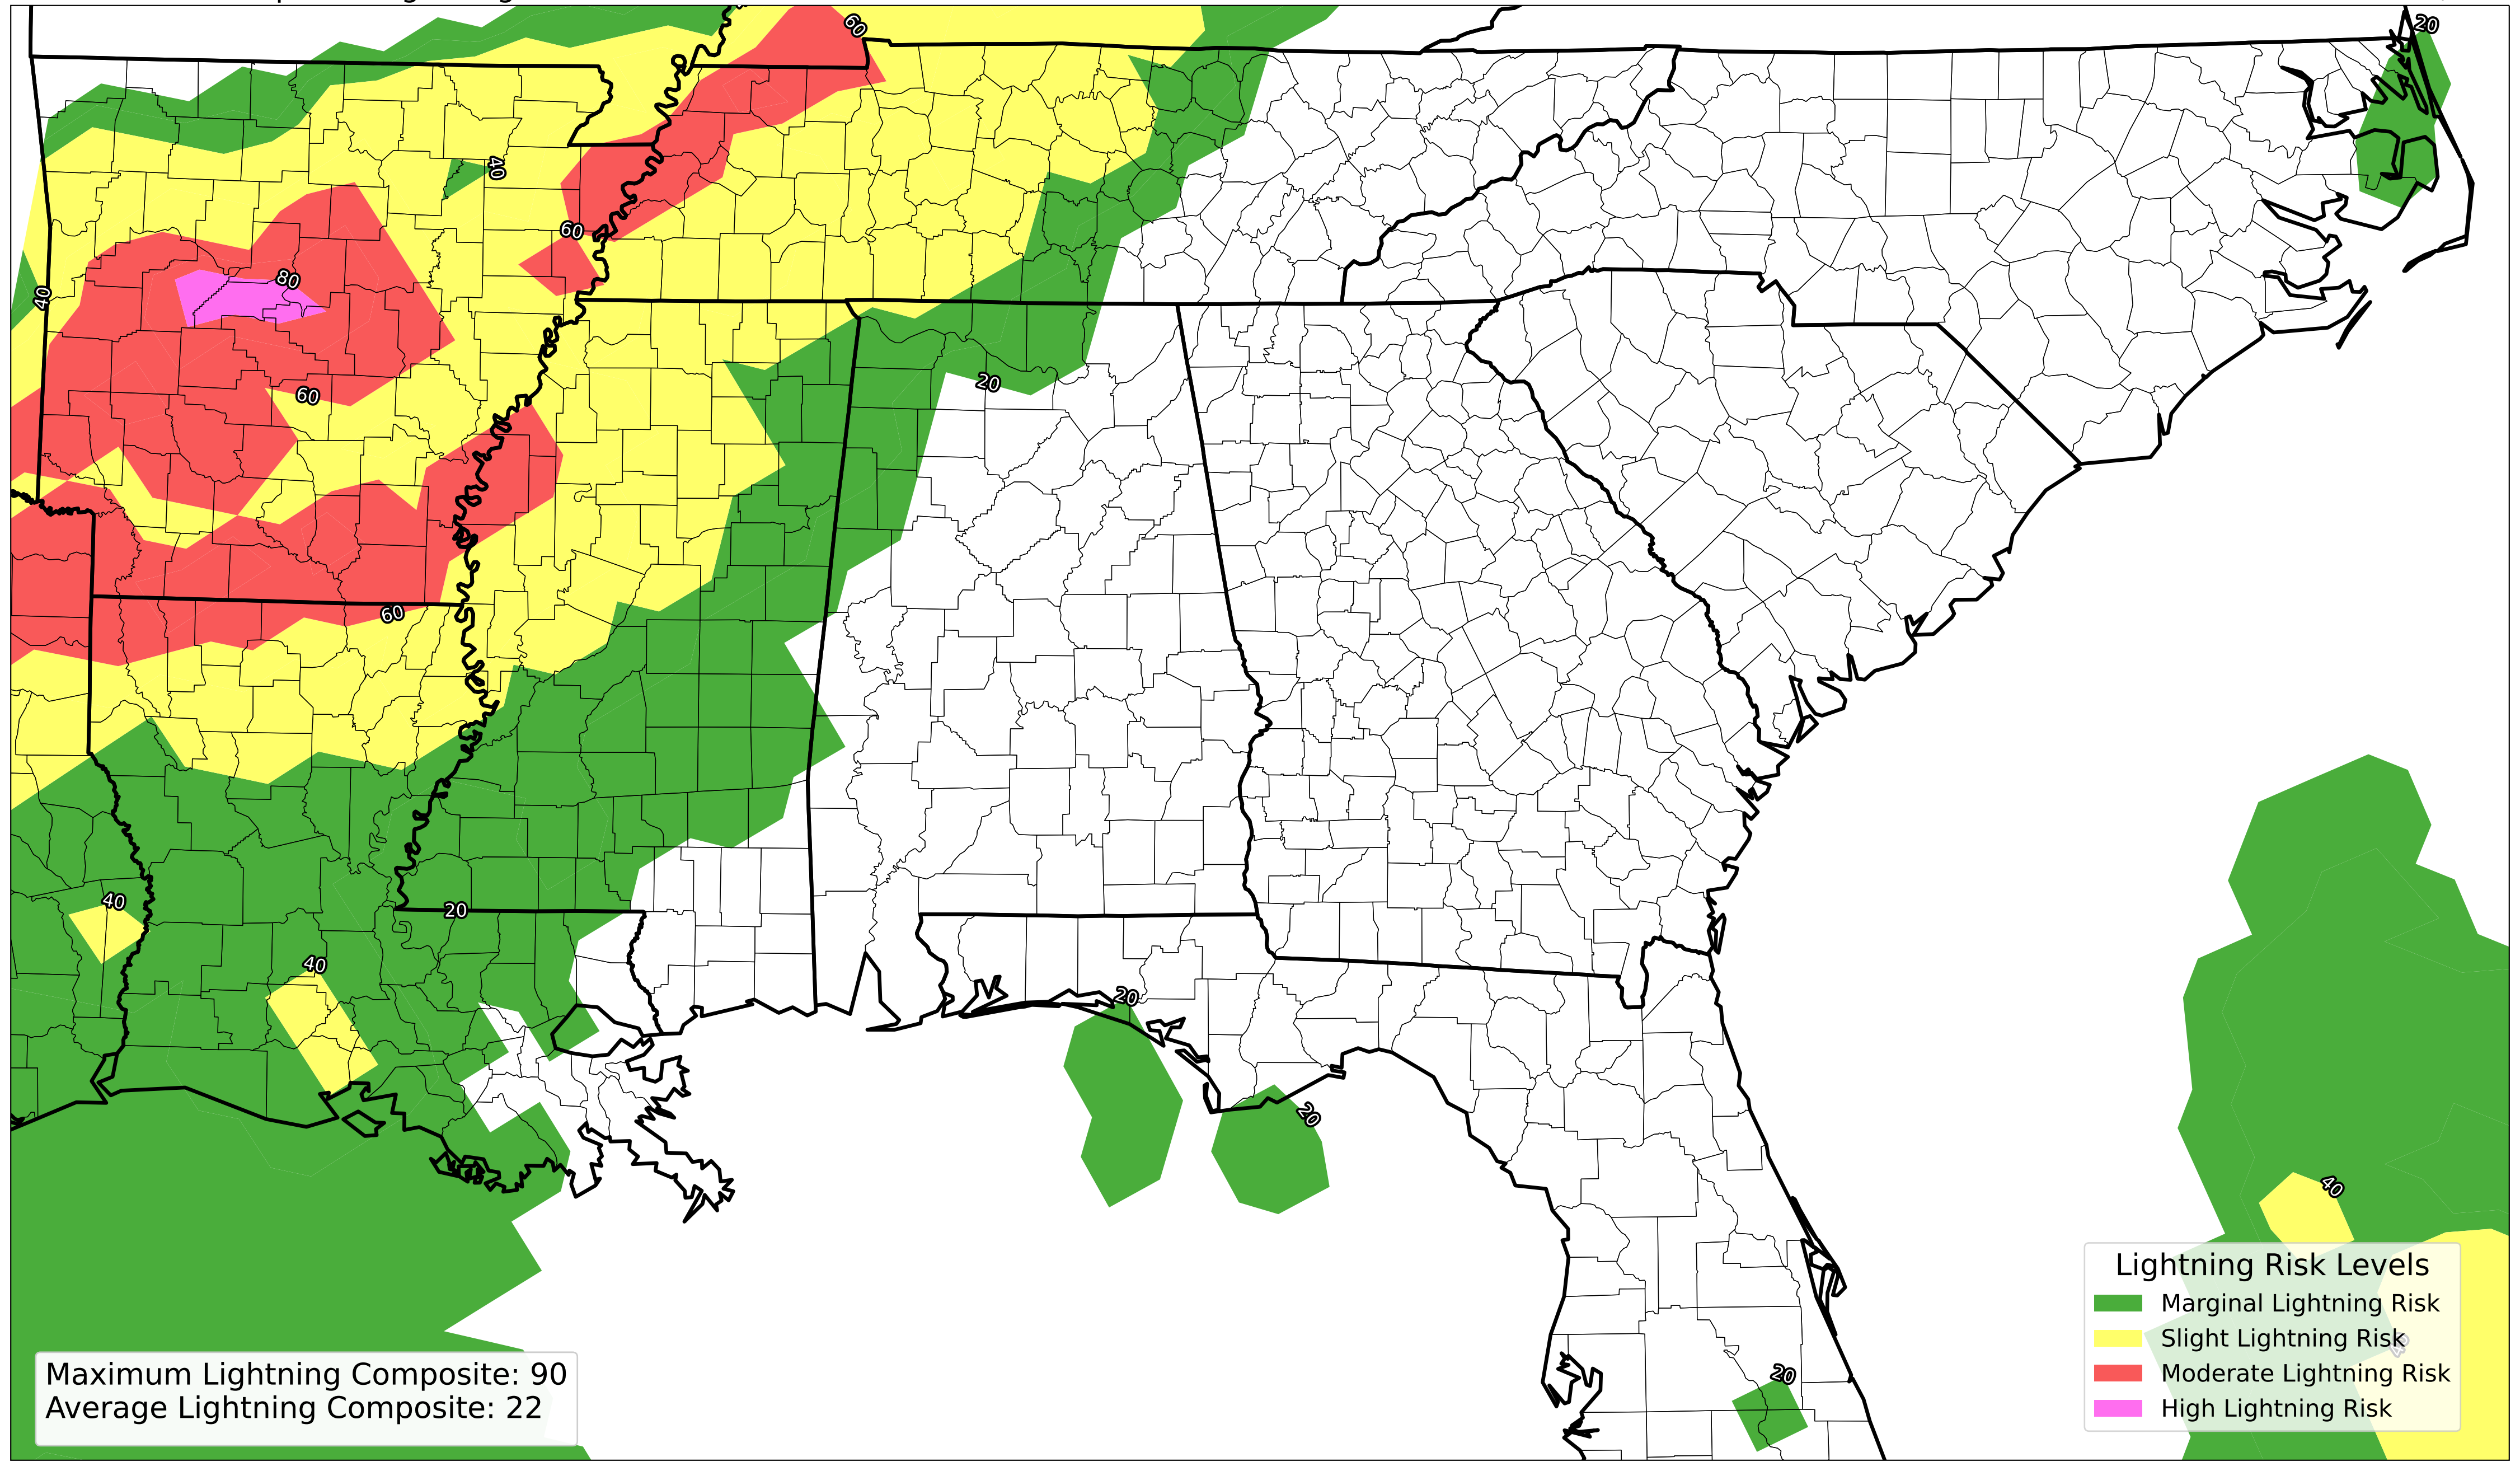 60
20
40
60
80
40
60
20
60
40
20
40
20
20
40
20
Lightning Risk Levels
Marginal Lightning Risk
Slight Lightning Risk
Moderate Lightning Risk
High Lightning Risk
Maximum Lightning Composite: 90
Average Lightning Composite: 22